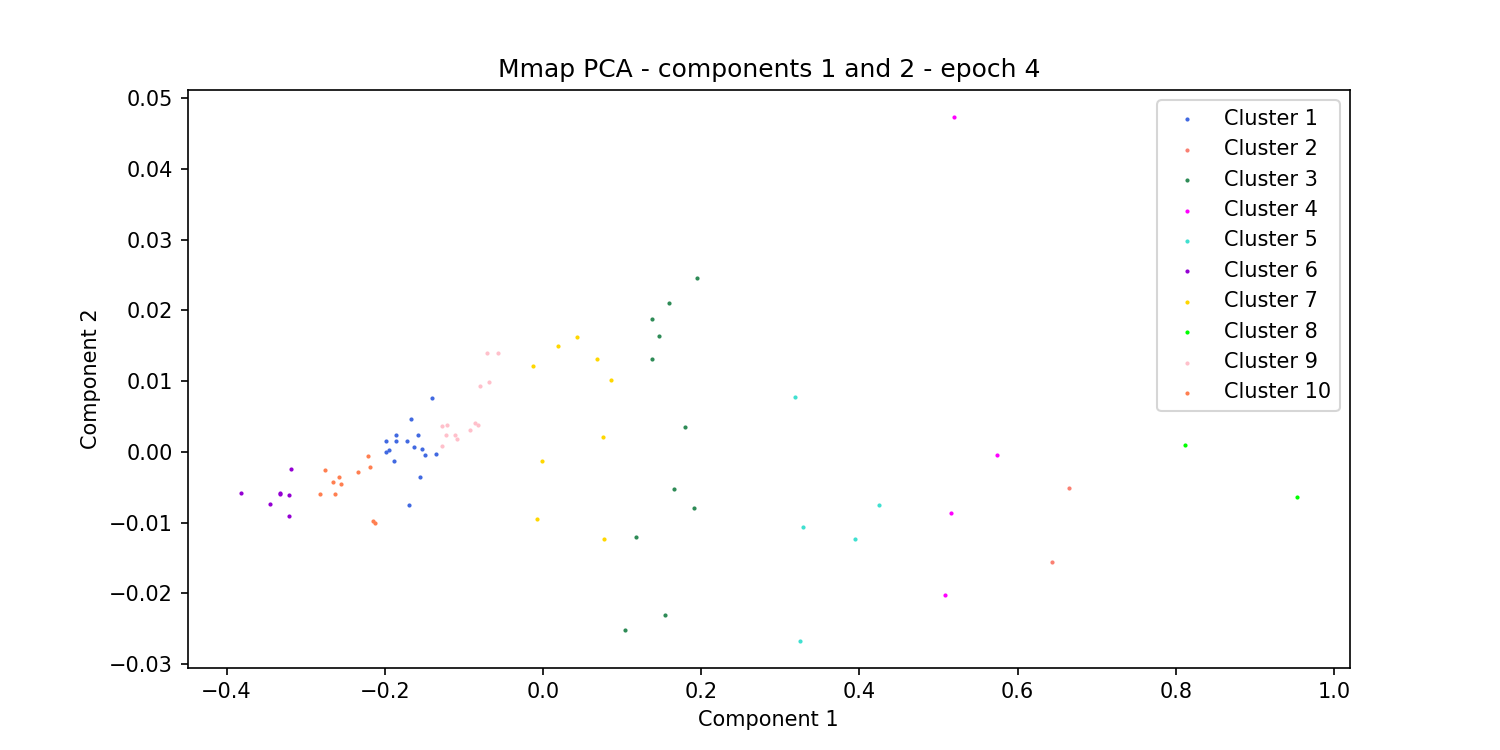 Mmap PCA - components 1 and 2 - epoch 4
0.05
0.04
0.03
0.02
0.01
0.00
−0.01
−0.02
−0.03
Component 2
Cluster 1
Cluster 2
Cluster 3
Cluster 4
Cluster 5
Cluster 6
Cluster 7
Cluster 8
Cluster 9
Cluster 10
−0.4 −0.2 0.0 0.2 0.4 0.6 0.8 1.0
Component 1